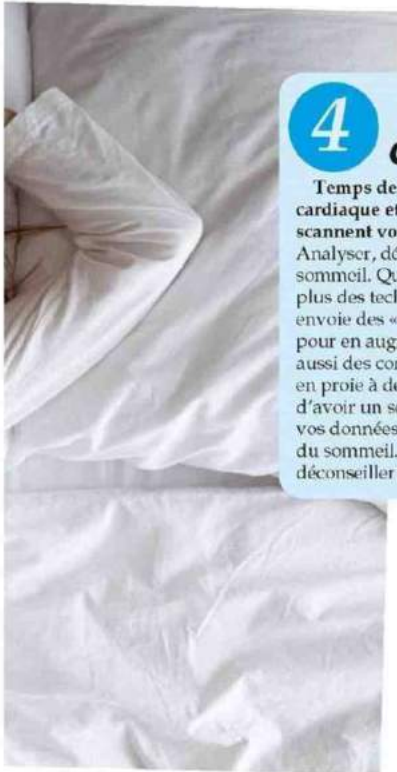 4
Temps de
cardiaque et
scannent vo
Analyser, dé
sommeil. Qu
plus des tech
envoie des «
pour en aug
aussi des con
en proie à de
d'avoir un se
vos données
du sommeil.
déconseiller